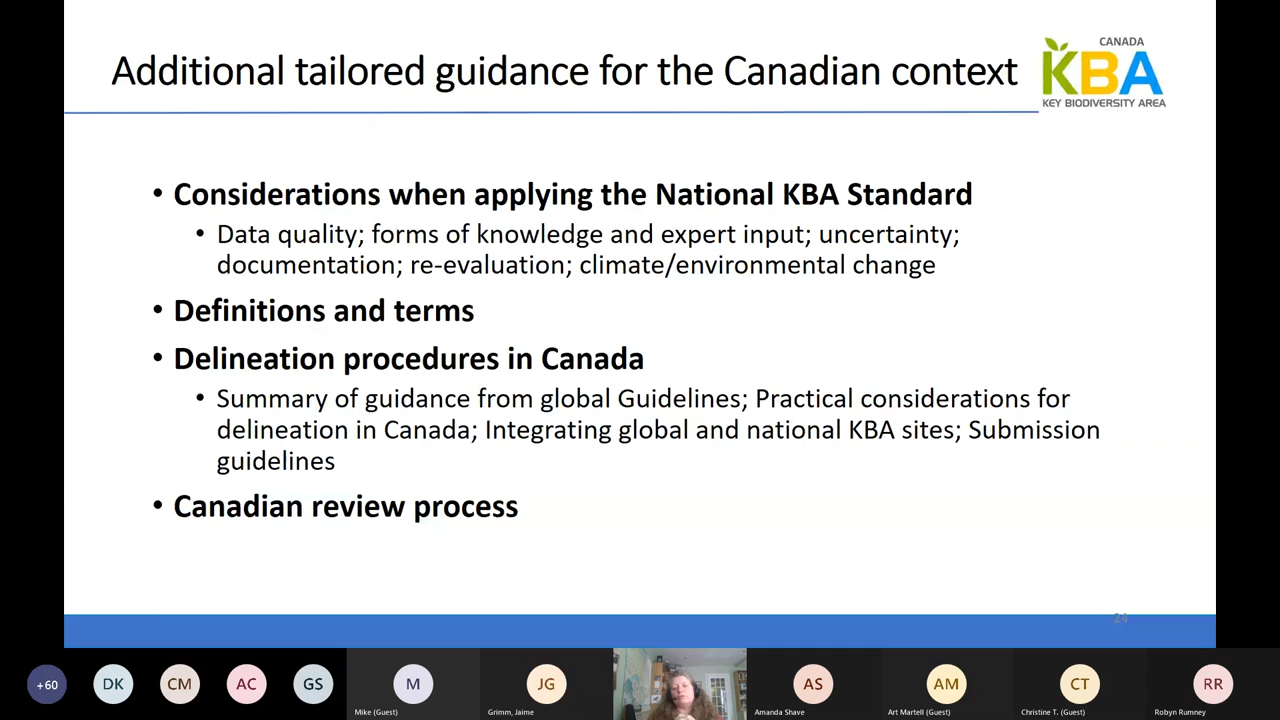 Additional tailored guidance for the Canadian context
CANADA
KBA
KEY BIODIVERSITY AREA
• Considerations when applying the National KBA Standard
• Data quality; forms of knowledge and expert input; uncertainty;
documentation; re-evaluation; climate/environmental change
• Definitions and terms
• Delineation procedures in Canada
• Summary of guidance from global Guidelines; Practical considerations for
delineation in Canada; Integrating global and national KBA sites; Submission
guidelines
• Canadian review process
24
+60
DK
CM
AC
GS
M
JG
AS
AM
CT
RR
Mike (Guest)
Grimm, Jaime
Amanda Shave
Art Martell (Guest)
Christine T. (Guest)
Robyn Rumney